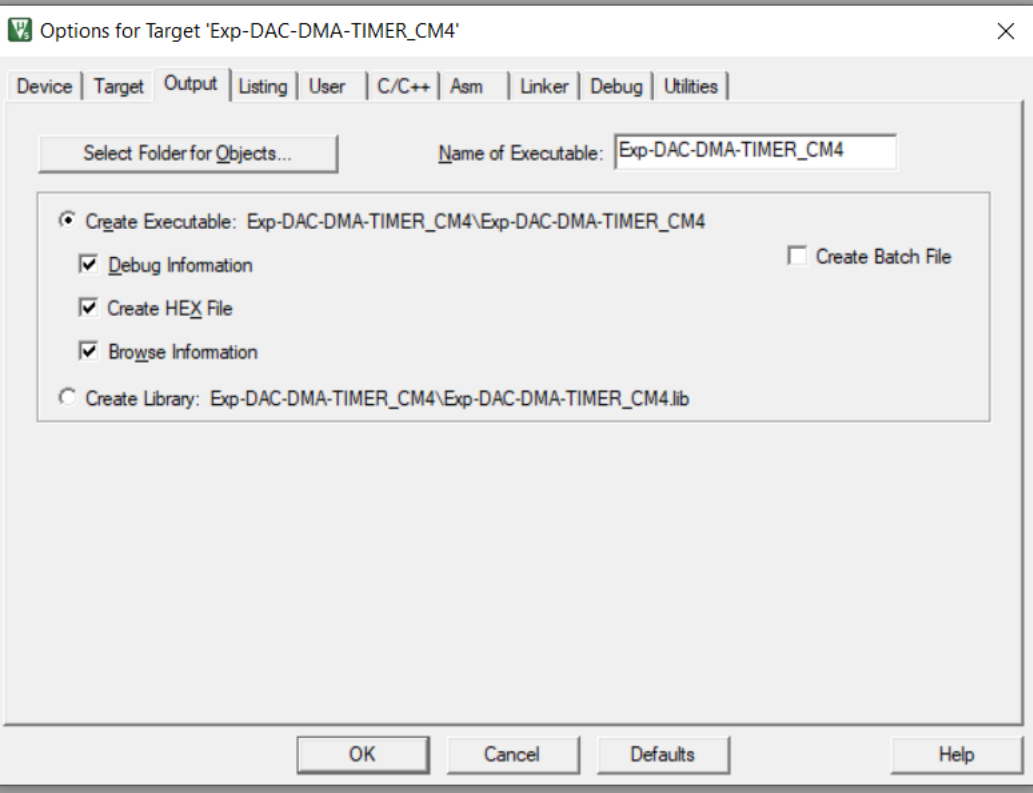 Options for Target 'Exp-DAC-DMA-TIMER_CM4'
Device Target Output Listing User C/C++ Asm Linker Debug Utilities
Select Folder for Objects... Name of Executable: Exp-DAC-DMA-TIMER_CM4
Create Executable: Exp-DAC-DMA-TIMER_CM4\Exp-DAC-DMA-TIMER_CM4
Debug Information Create Batch File
Create HEX File
Browse Information
Create Library: Exp-DAC-DMA-TIMER_CM4\Exp-DAC-DMA-TIMER_CM4.lib
OK Cancel Defaults Help